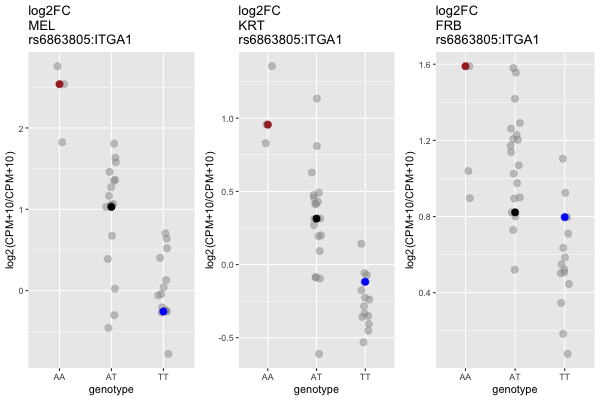 log2FC
MEL
rs6863805:ITGA1
log2(CPM+10/CPM+10)
2
1
0
AA AT TT
genotype
log2FC
KRT
rs6863805:ITGA1
log2(CPM+10/CPM+10)
1.0
0.5
0.0
-0.5
AA AT TT
genotype
log2FC
FRB
rs6863805:ITGA1
log2(CPM+10/CPM+10)
1.6
1.2
0.8
0.4
AA AT TT
genotype